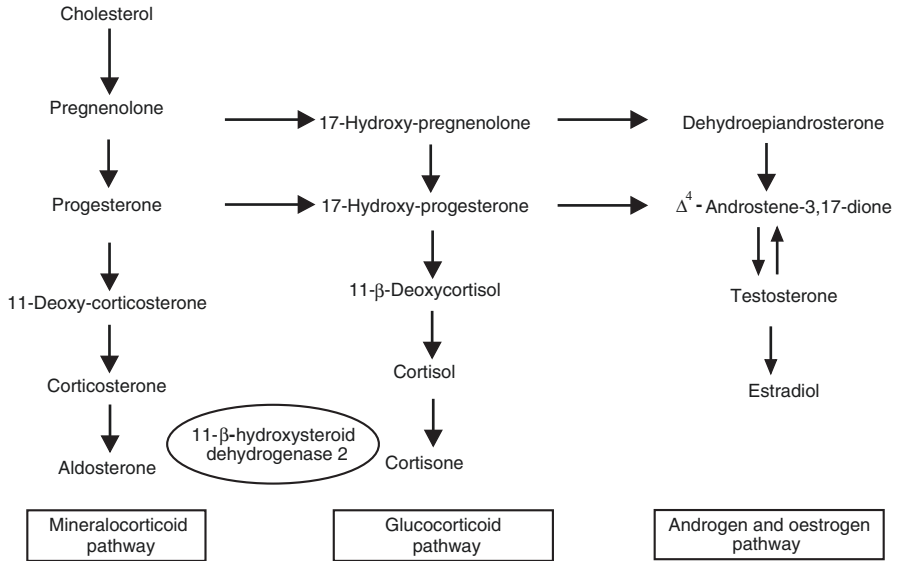 Cholesterol
Pregnenolone
17-Hydroxy-pregnenolone
Dehydroepiandrosterone
Progesterone
17-Hydroxy-progesterone
Δ⁴-Androstene-3,17-dione
11-Deoxy-corticosterone
11-β-Deoxycortisol
Testosterone
Corticosterone
Cortisol
Estradiol
Aldosterone
11-β-hydroxysteroid
dehydrogenase 2
Cortisone
Mineralocorticoid
pathway
Glucocorticoid
pathway
Androgen and oestrogen
pathway